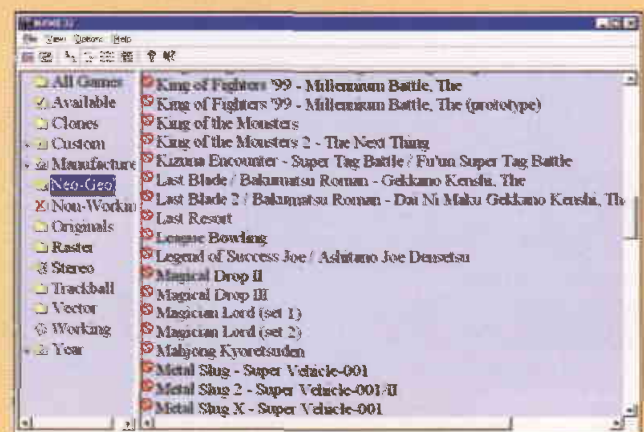 MAME32
File View Options Help
All Games
Available
Clones
Custom
Manufacture
Neo-Geo
Non-Workin
Originals
Raster
Stereo
Trackball
Vector
Working
Year
King of Fighters '99 - Millennium Battle, The
King of Fighters '99 - Millennium Battle, The (prototype)
King of the Monsters
King of the Monsters 2 - The Next Thing
Kizuna Encounter - Super Tag Battle / Fu'un Super Tag Battle
Last Blade / Bakumatsu Roman - Gekkano Kenshi, The
Last Blade 2 / Bakumatsu Roman - Dai Ni Maku Gekkano Kenshi, Th
Last Resort
League Bowling
Legend of Success Joe / Ashitano Joe Densetsu
Magical Drop II
Magical Drop III
Magician Lord (set 1)
Magician Lord (set 2)
Mahjong Kyoretsuden
Metal Slug - Super Vehicle-001
Metal Slug 2 - Super Vehicle-001/II
Metal Slug X - Super Vehicle-001